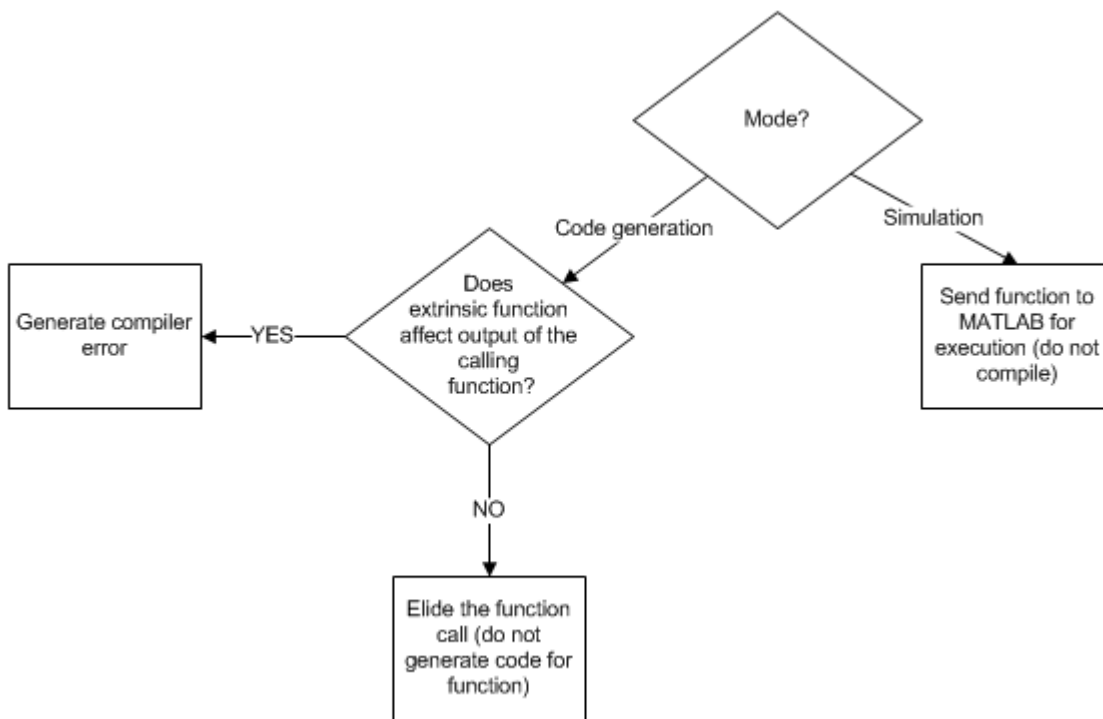 Mode?
Code generation
Simulation
Does
extrinsic function
affect output of the
calling
function?
YES
Generate compiler
error
Send function to
MATLAB for
execution (do not
compile)
NO
Elide the function
call (do not
generate code for
function)